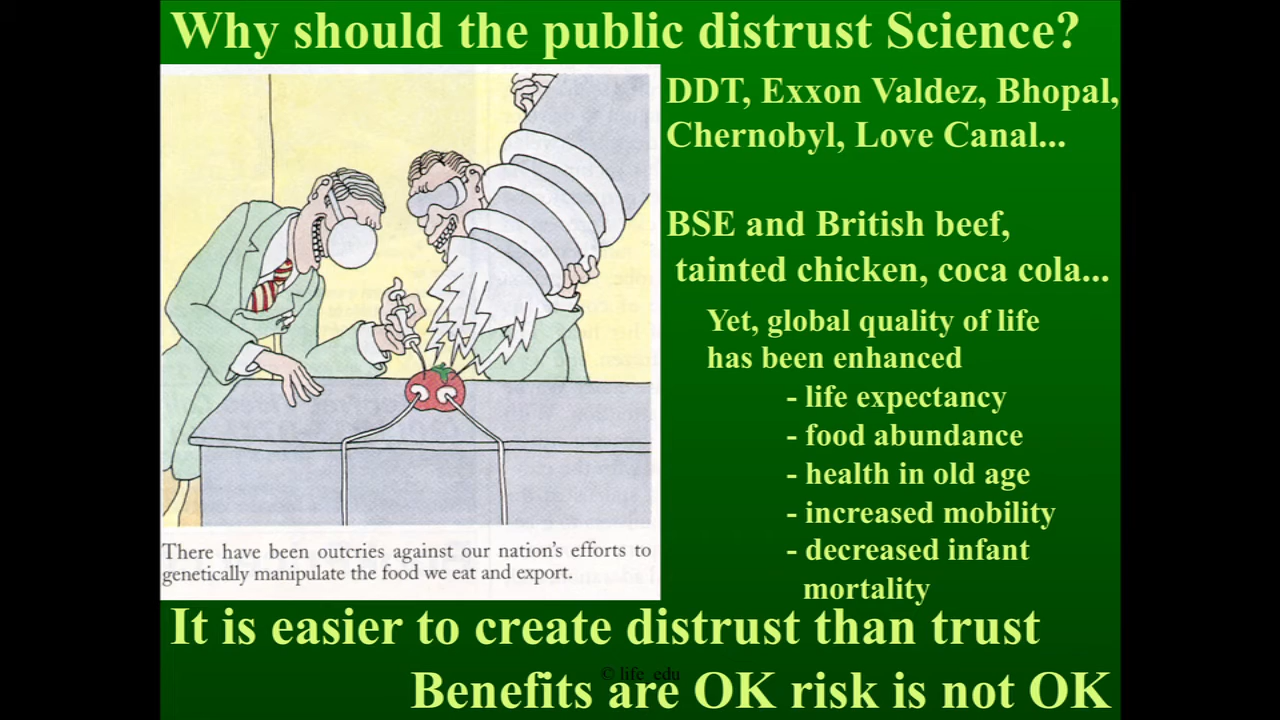 Why should the public distrust Science?
DDT, Exxon Valdez, Bhopal,
Chernobyl, Love Canal...
BSE and British beef,
tainted chicken, coca cola...
Yet, global quality of life
has been enhanced
- life expectancy
- food abundance
- health in old age
- increased mobility
- decreased infant
mortality
There have been outcries against our nation's efforts to
genetically manipulate the food we eat and export.
It is easier to create distrust than trust
© life_edu
Benefits are OK risk is not OK